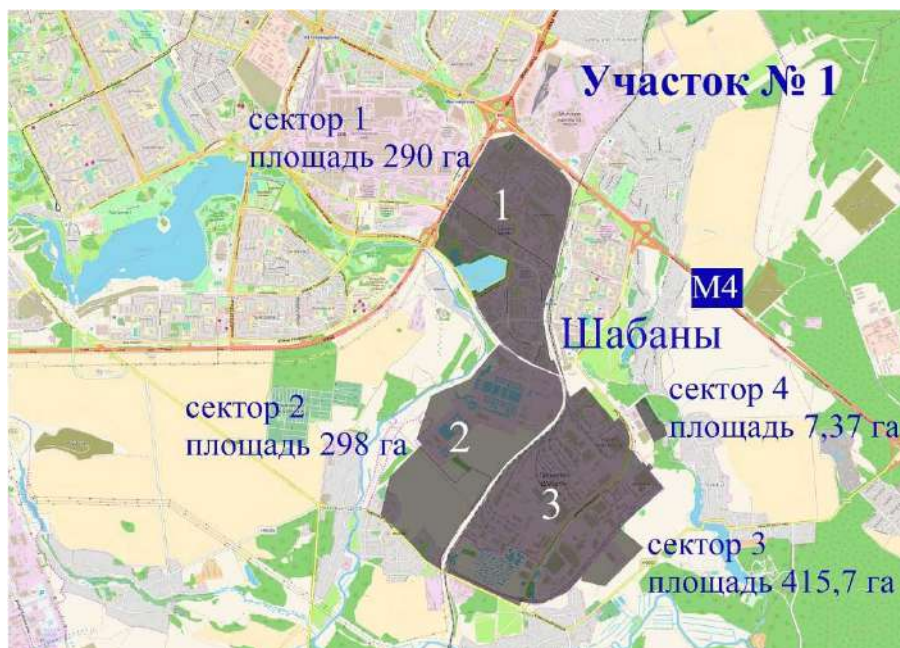 Участок № 1
сектор 1
площадь 290 га
1
М4
Шабаны
сектор 2
площадь 298 га
2
сектор 4
площадь 7,37 га
3
сектор 3
площадь 415,7 га